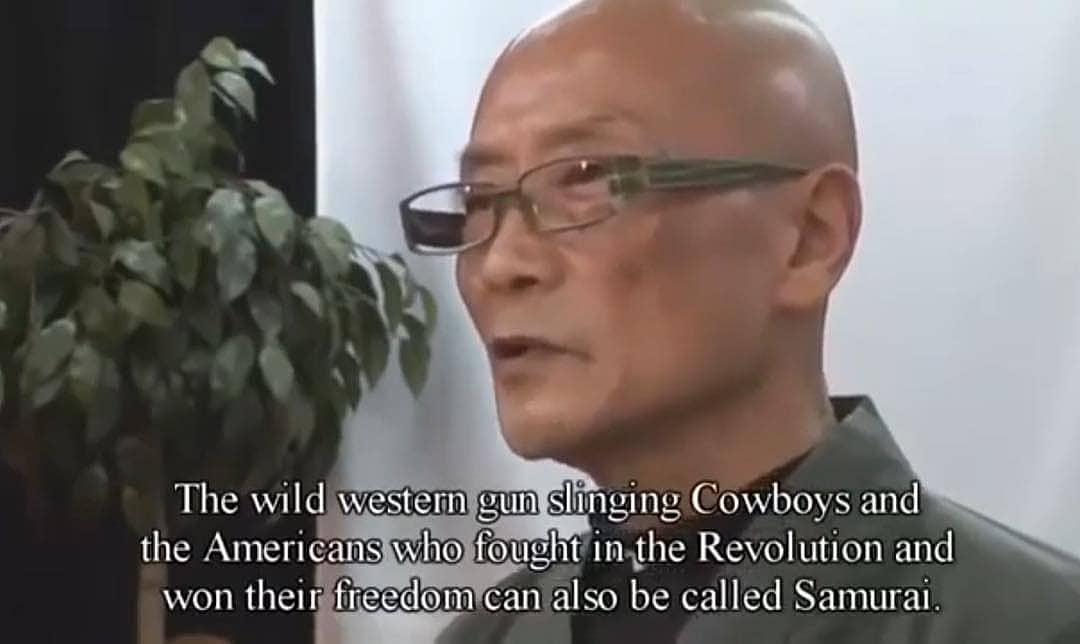 The wild western gun slinging Cowboys and
the Americans who fought in the Revolution and
won their freedom can also be called Samurai.